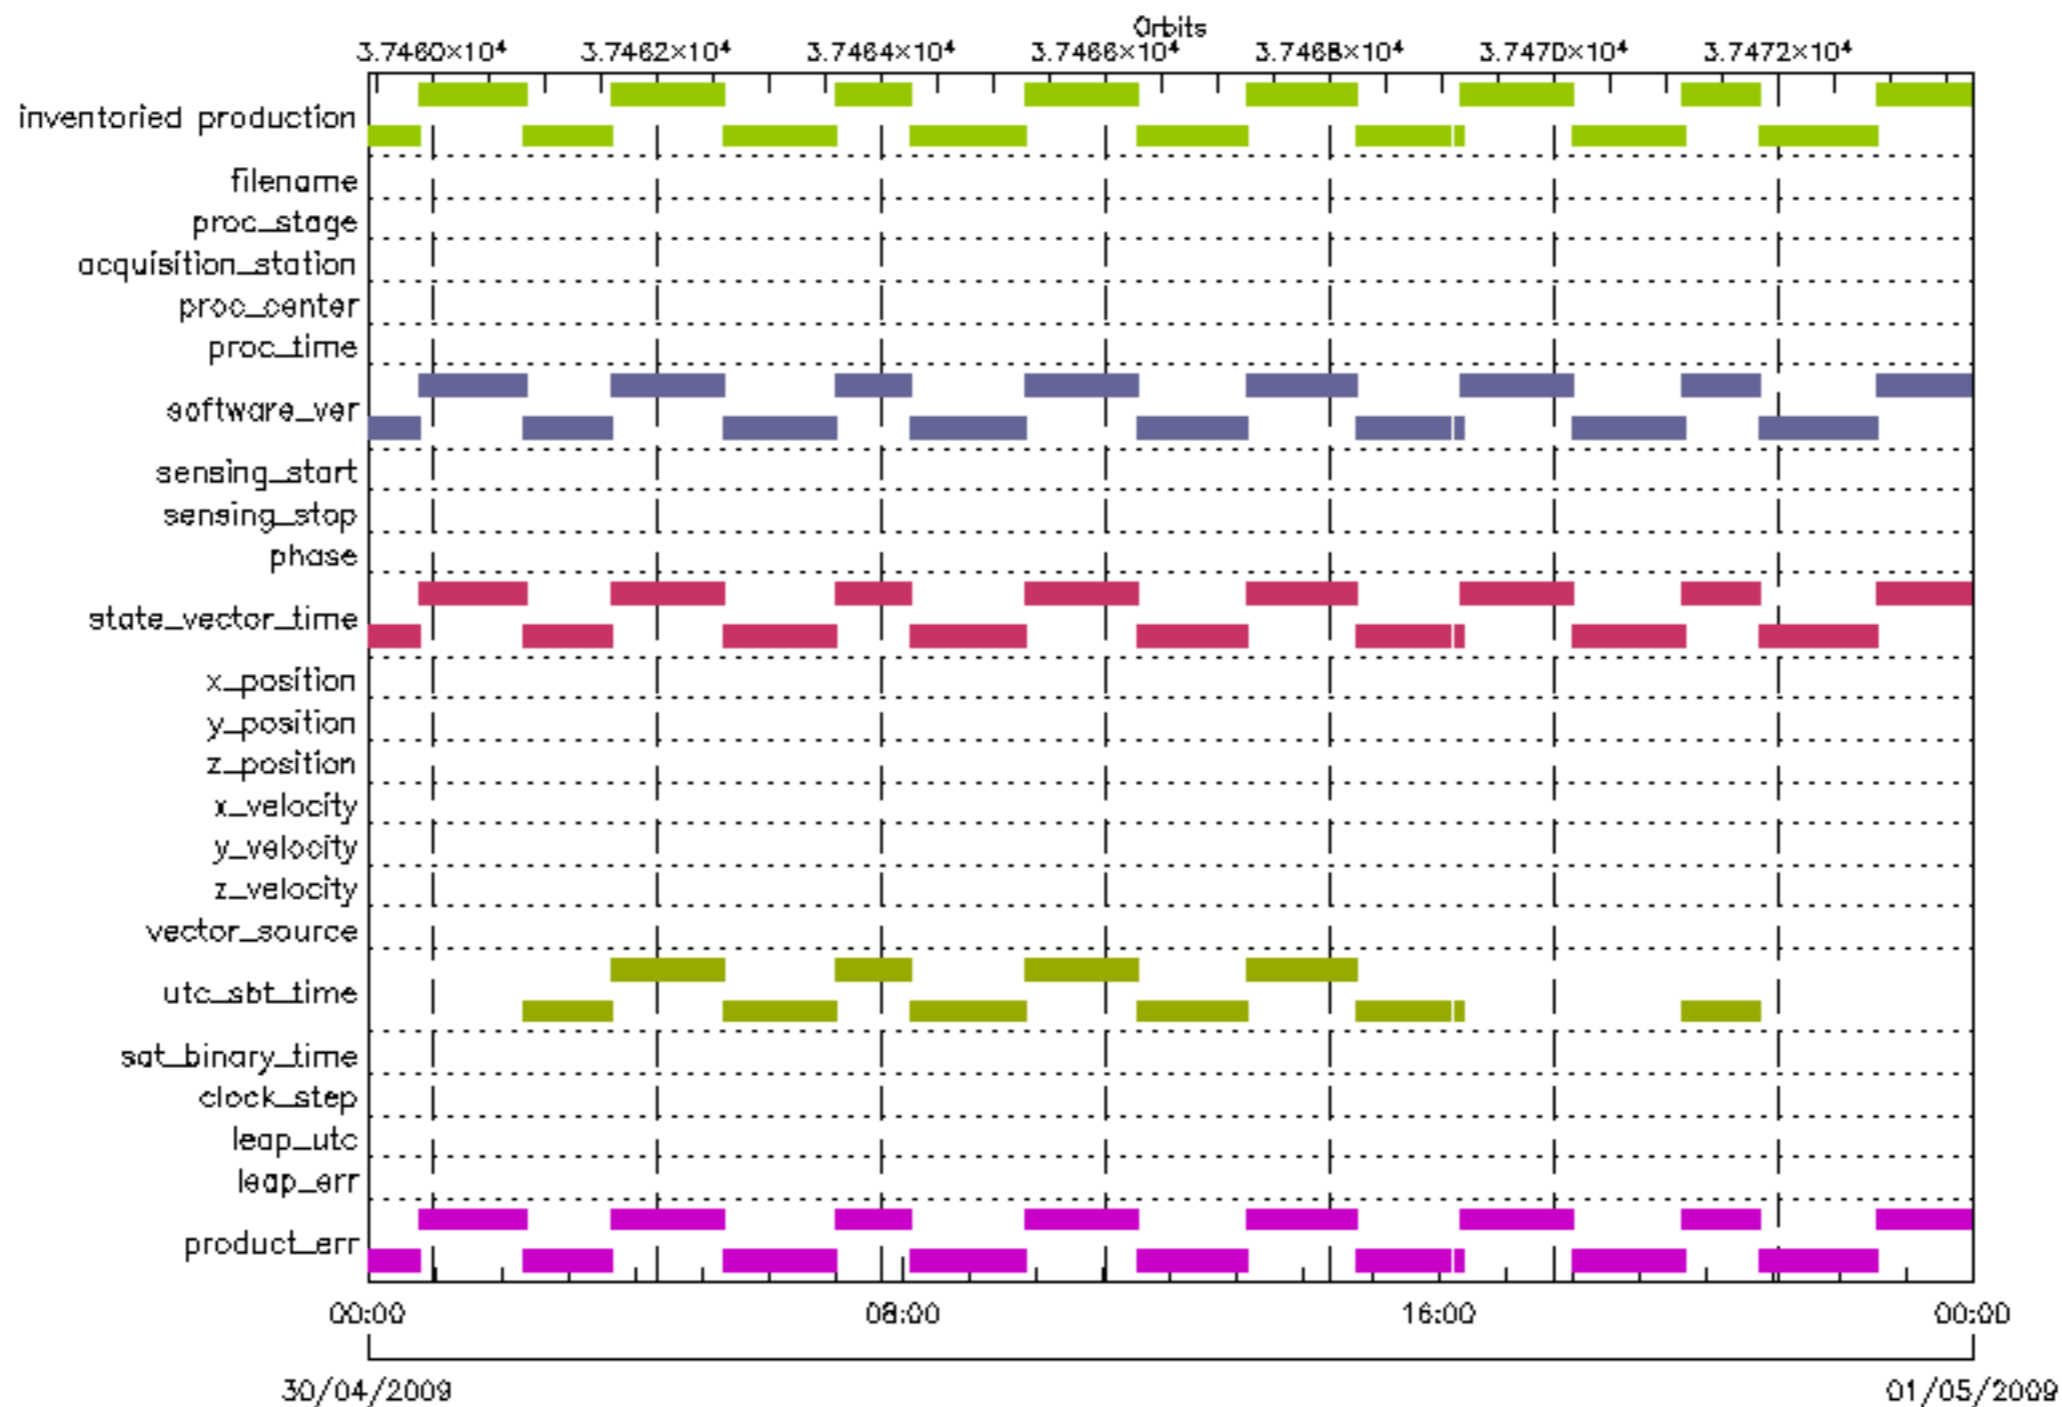 Orbits
3.7460×10⁴ 3.7462×10⁴ 3.7464×10⁴ 3.7466×10⁴ 3.7468×10⁴ 3.7470×10⁴ 3.7472×10⁴
inventoried production
filename
proc_stage
acquisition_station
proc_center
proc_time
software_ver
sensing_start
sensing_stop
phase
state_vector_time
x_position
y_position
z_position
x_velocity
y_velocity
z_velocity
vector_source
utc_sbt_time
sat_binary_time
clock_step
leap_utc
leap_err
product_err
00:00 08:00 16:00 00:00
30/04/2009 01/05/2009